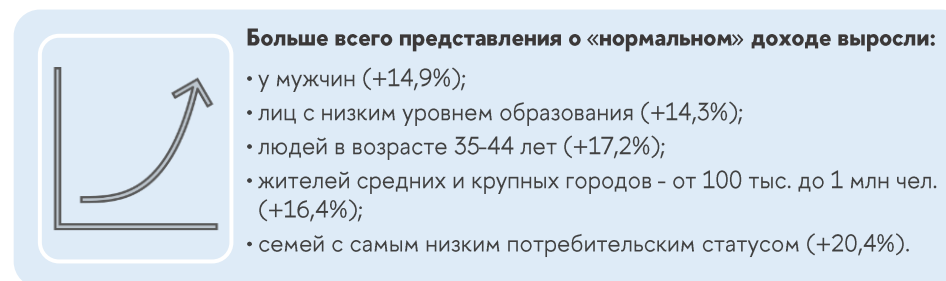 Больше всего представления о «нормальном» доходе выросли:
• у мужчин (+14,9%);
• лиц с низким уровнем образования (+14,3%);
• людей в возрасте 35-44 лет (+17,2%);
• жителей средних и крупных городов - от 100 тыс. до 1 млн чел.
(+16,4%);
• семей с самым низким потребительским статусом (+20,4%).